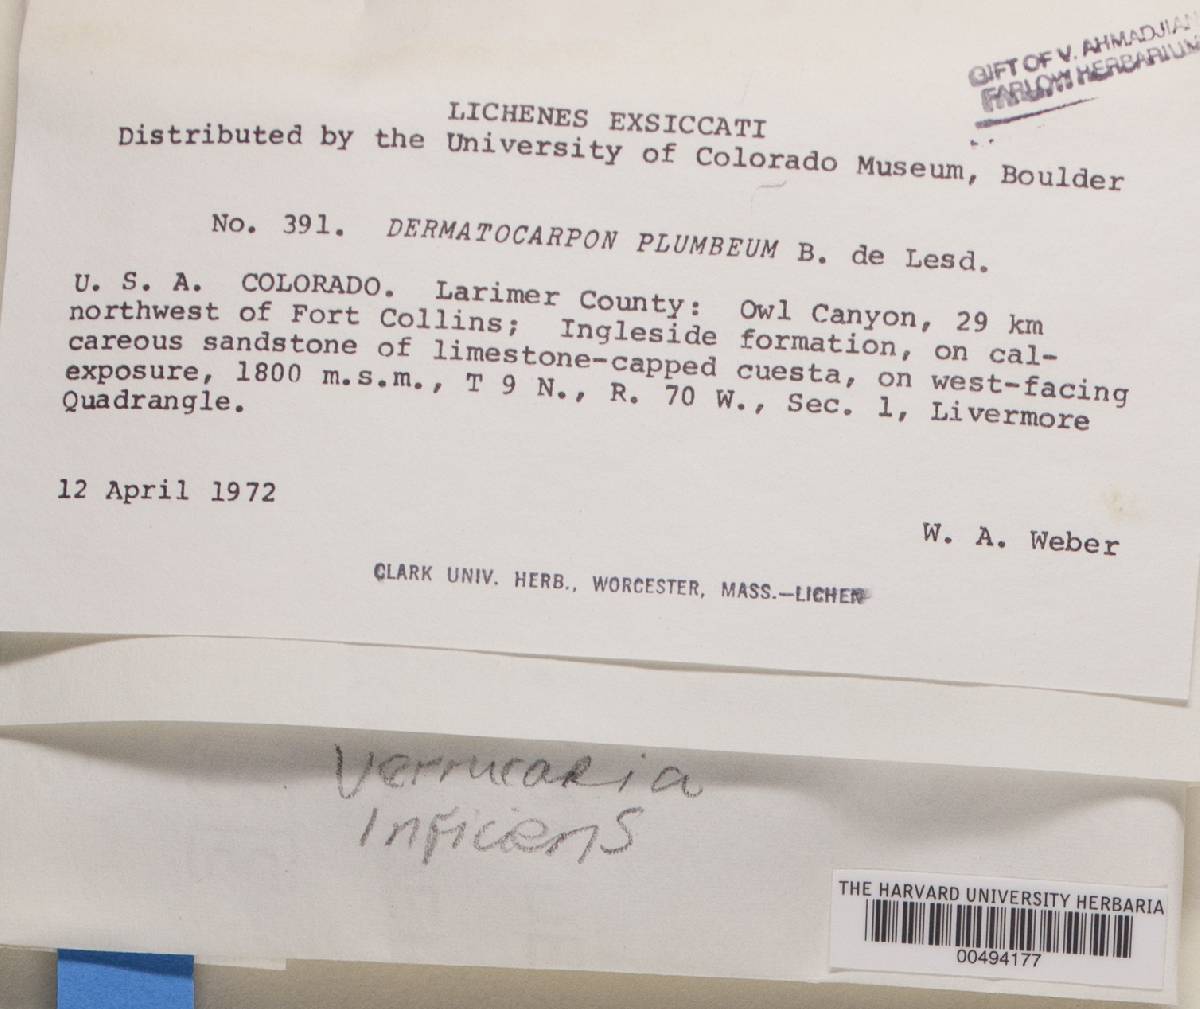 GIFT OF V. AHMADJIAN
FARLOW HERBARIUM
LICHENES EXSICCATI
Distributed by the University of Colorado Museum, Boulder
No. 391. DERMATOCARPON PLUMBEUM B. de Lesd.
U. S. A. COLORADO. Larimer County: Owl Canyon, 29 km
northwest of Fort Collins; Ingleside formation, on cal-
careous sandstone of limestone-capped cuesta, on west-facing
exposure, 1800 m.s.m., T 9 N., R. 70 W., Sec. 1, Livermore
Quadrangle.
12 April 1972
W. A. Weber
CLARK UNIV. HERB., WORCESTER, MASS.—LICHEN
Verrucaria
Inficiens
THE HARVARD UNIVERSITY HERBARIA
00494177